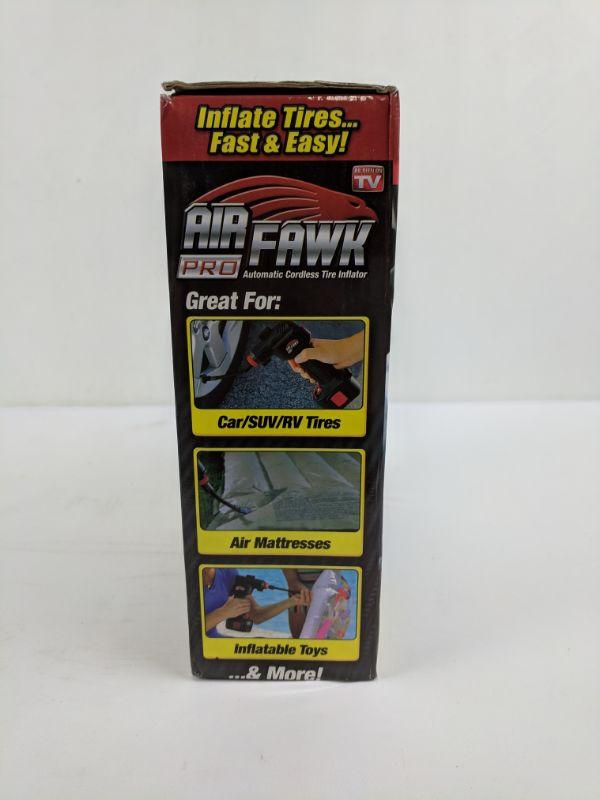 Inflate Tires...
Fast & Easy!
AS SEEN ON
TV
AIR
FAWK
PRO
Automatic Cordless Tire Inflator
Great For:
Car/SUV/RV Tires
Air Mattresses
Inflatable Toys
...& More!